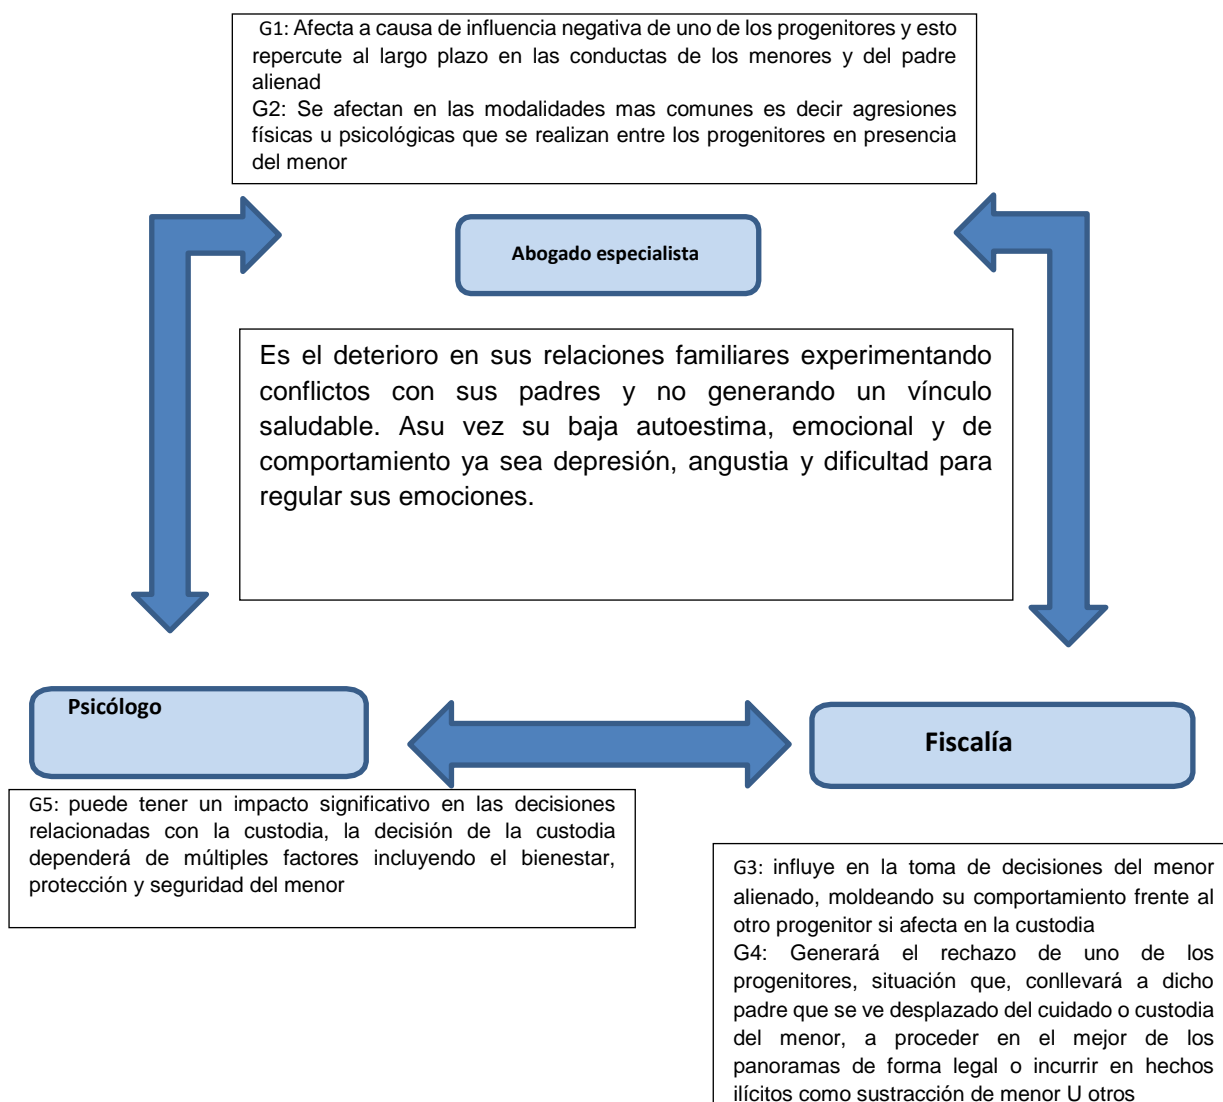 G1: Afecta a causa de influencia negativa de uno de los progenitores y esto
repercute al largo plazo en las conductas de los menores y del padre
alienad
G2: Se afectan en las modalidades mas comunes es decir agresiones
físicas u psicológicas que se realizan entre los progenitores en presencia
del menor
Abogado especialista
Es el deterioro en sus relaciones familiares experimentando
conflictos con sus padres y no generando un vínculo
saludable. Asu vez su baja autoestima, emocional y de
comportamiento ya sea depresión, angustia y dificultad para
regular sus emociones.
Psicólogo
Fiscalía
G5: puede tener un impacto significativo en las decisiones
relacionadas con la custodia, la decisión de la custodia
dependerá de múltiples factores incluyendo el bienestar,
protección y seguridad del menor
G3: influye en la toma de decisiones del menor
alienado, moldeando su comportamiento frente al
otro progenitor si afecta en la custodia
G4: Generará el rechazo de uno de los
progenitores, situación que, conllevará a dicho
padre que se ve desplazado del cuidado o custodia
del menor, a proceder en el mejor de los
panoramas de forma legal o incurrir en hechos
ilícitos como sustracción de menor U otros